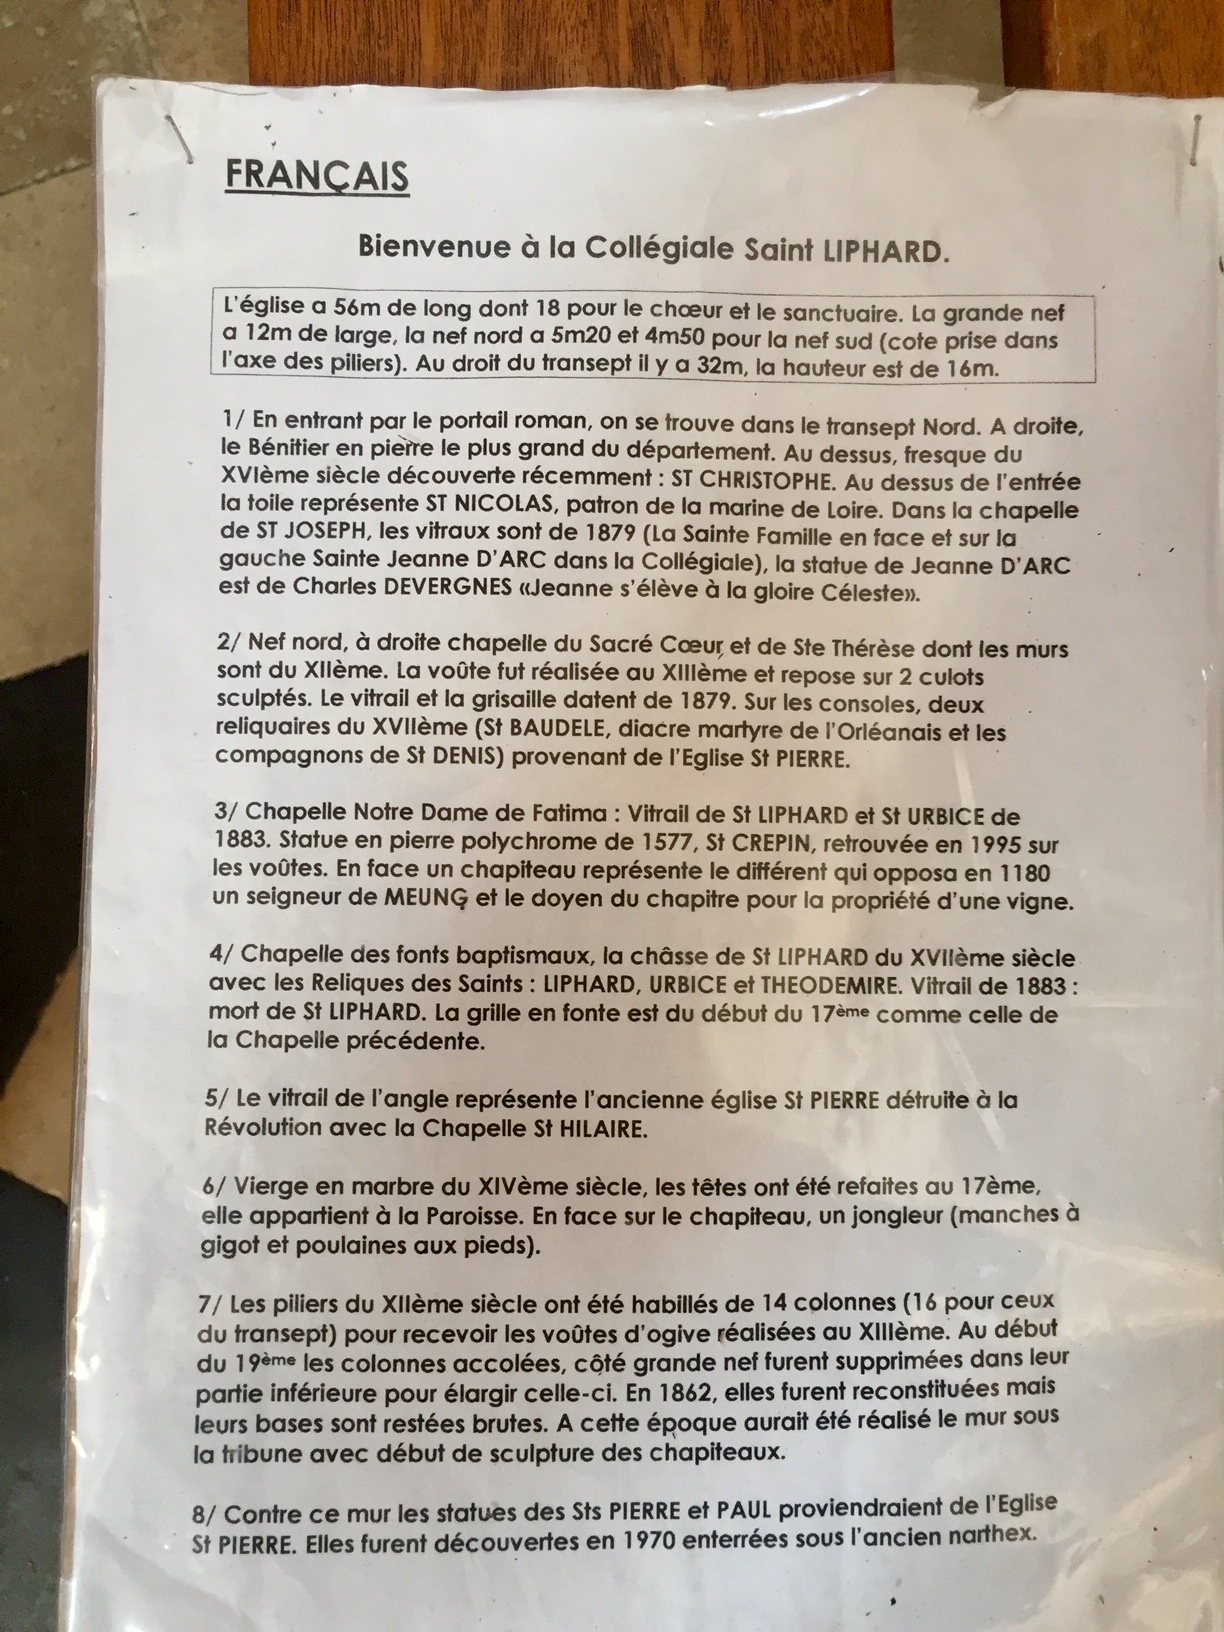 FRANÇAIS
Bienvenue à la Collégiale Saint LIPHARD.
L'église a 56m de long dont 18 pour le chœur et le sanctuaire. La grande nef
a 12m de large, la nef nord a 5m20 et 4m50 pour la nef sud (cote prise dans
l'axe des piliers). Au droit du transept il y a 32m, la hauteur est de 16m.
1/ En entrant par le portail roman, on se trouve dans le transept Nord. A droite,
le Bénitier en pierre le plus grand du département. Au dessus, fresque du
XVIème siècle découverte récemment : ST CHRISTOPHE. Au dessus de l'entrée
la toile représente ST NICOLAS, patron de la marine de Loire. Dans la chapelle
de ST JOSEPH, les vitraux sont de 1879 (La Sainte Famille en face et sur la
gauche Sainte Jeanne D'ARC dans la Collégiale), la statue de Jeanne D'ARC
est de Charles DEVERGNES «Jeanne s'élève à la gloire Céleste».
2/ Nef nord, à droite chapelle du Sacré Cœur et de Ste Thérèse dont les murs
sont du XIIème. La voûte fut réalisée au XIIIème et repose sur 2 culots
sculptés. Le vitrail et la grisaille datent de 1879. Sur les consoles, deux
reliquaires du XVIIème (St BAUDELE, diacre martyre de l'Orléanais et les
compagnons de St DENIS) provenant de l'Eglise St PIERRE.
3/ Chapelle Notre Dame de Fatima : Vitrail de St LIPHARD et St URBICE de
1883. Statue en pierre polychrome de 1577, St CREPIN, retrouvée en 1995 sur
les voûtes. En face un chapiteau représente le différent qui opposa en 1180
un seigneur de MEUNG et le doyen du chapitre pour la propriété d'une vigne.
4/ Chapelle des fonts baptismaux, la châsse de St LIPHARD du XVIIème siècle
avec les Reliques des Saints : LIPHARD, URBICE et THEODEMIRE. Vitrail de 1883 :
mort de St LIPHARD. La grille en fonte est du début du 17ème comme celle de
la Chapelle précédente.
5/ Le vitrail de l'angle représente l'ancienne église St PIERRE détruite à la
Révolution avec la Chapelle St HILAIRE.
6/ Vierge en marbre du XIVème siècle, les têtes ont été refaites au 17ème,
elle appartient à la Paroisse. En face sur le chapiteau, un jongleur (manches à
gigot et poulaines aux pieds).
7/ Les piliers du XIIème siècle ont été habillés de 14 colonnes (16 pour ceux
du transept) pour recevoir les voûtes d'ogive réalisées au XIIIème. Au début
du 19ème les colonnes accolées, côté grande nef furent supprimées dans leur
partie inférieure pour élargir celle-ci. En 1862, elles furent reconstituées mais
leurs bases sont restées brutes. A cette époque aurait été réalisé le mur sous
la tribune avec début de sculpture des chapiteaux.
8/ Contre ce mur les statues des Sts PIERRE et PAUL proviendraient de l'Eglise
St PIERRE. Elles furent découvertes en 1970 enterrées sous l'ancien narthex.